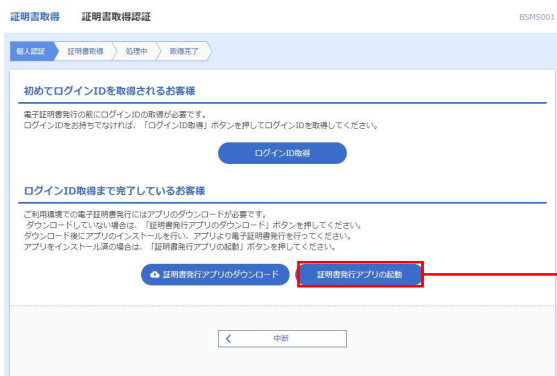 証明書取得 証明書取得認証
BSMS001
個人認証 証明書取得 処理中 取得完了
初めてログインIDを取得されるお客様
電子証明書発行の前にログインIDの取得が必要です。
ログインIDをお持ちでなければ、「ログインID取得」ボタンを押してログインIDを取得してください。
ログインID取得
ログインID取得まで完了しているお客様
ご利用環境での電子証明書発行にはアプリのダウンロードが必要です。
ダウンロードしていない場合は、「証明書発行アプリのダウンロード」ボタンを押してください。
ダウンロード後にアプリのインストールを行い、アプリより電子証明書発行を行ってください。
アプリをインストール済の場合は、「証明書発行アプリの起動」ボタンを押してください。
証明書発行アプリのダウンロード 証明書発行アプリの起動
中断